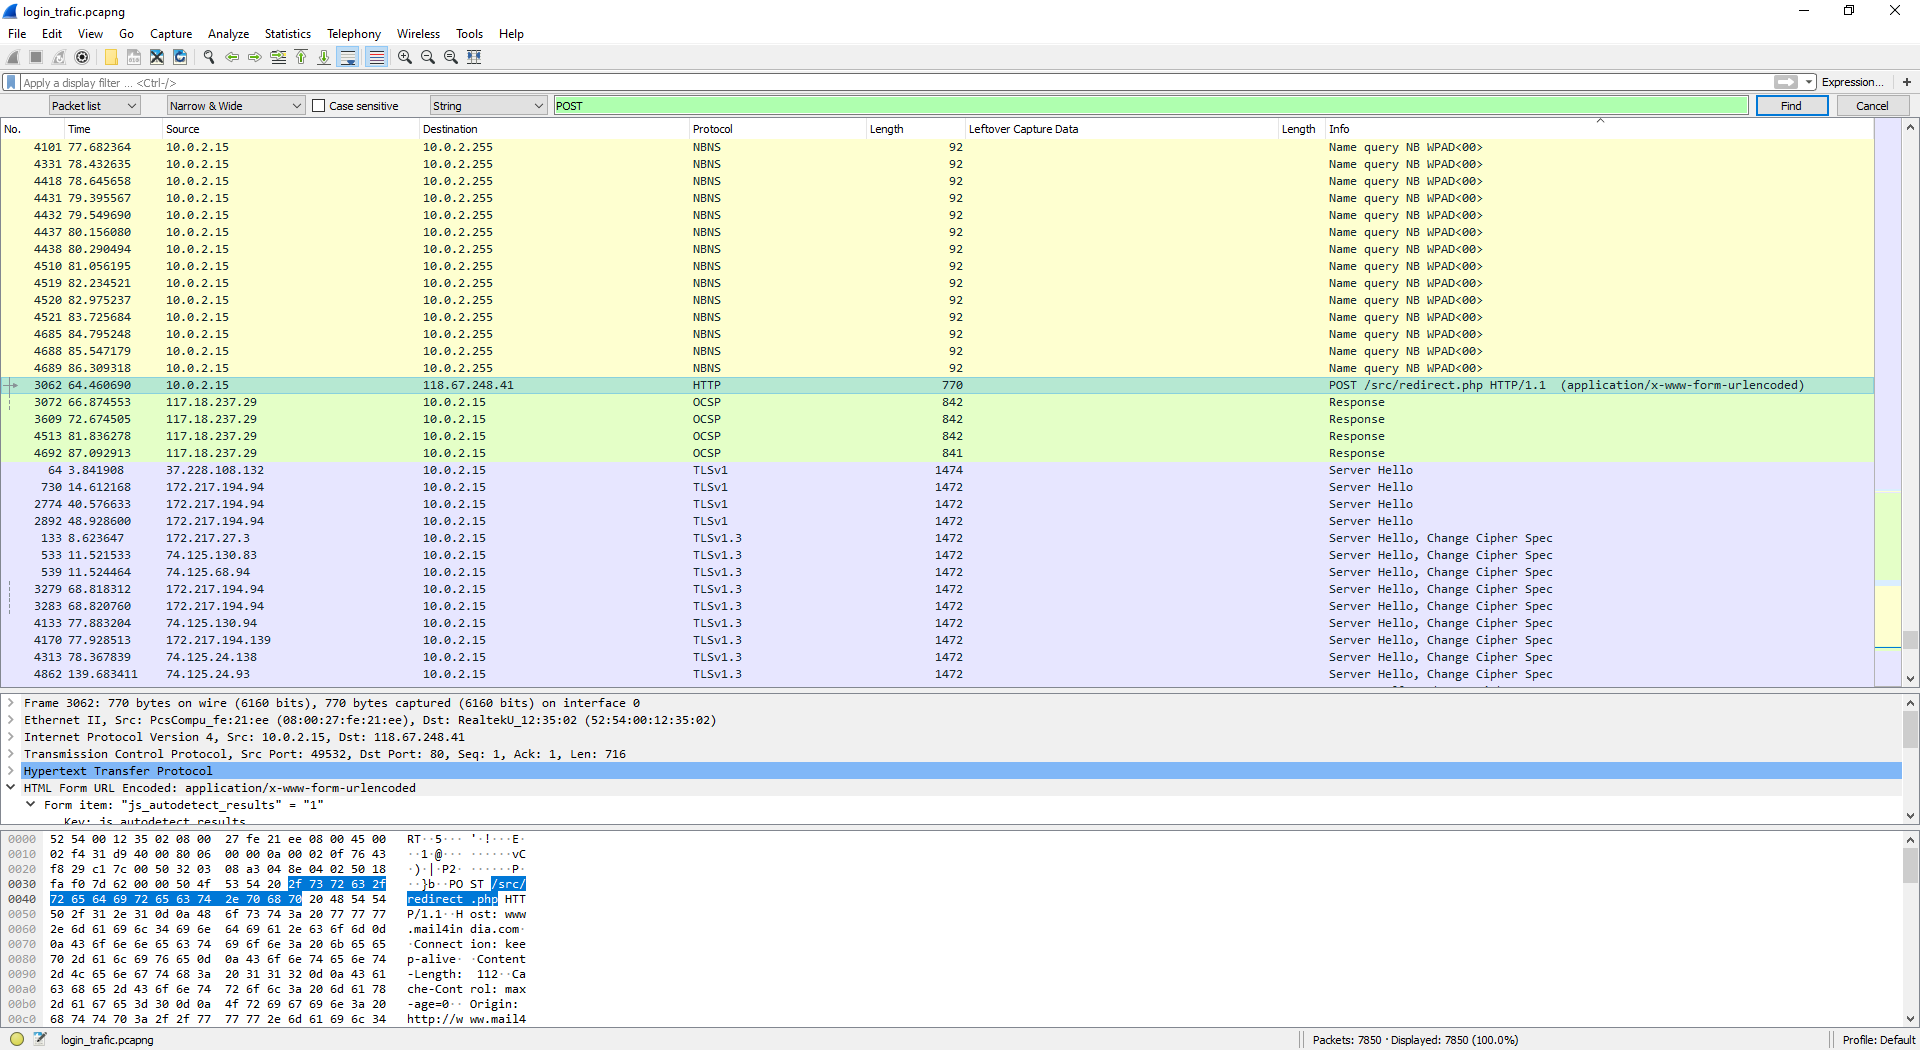 login_trafic.pcapng
File Edit View Go Capture Analyze Statistics Telephony Wireless Tools Help
Apply a display filter ... <Ctrl-/> Expression... +
Packet list Narrow & Wide Case sensitive String POST Find Cancel
No. Time Source Destination Protocol Length Leftover Capture Data Length Info
4101 77.682364 10.0.2.15 10.0.2.255 NBNS 92 Name query NB WPAD<00>
4331 78.432635 10.0.2.15 10.0.2.255 NBNS 92 Name query NB WPAD<00>
4418 78.645658 10.0.2.15 10.0.2.255 NBNS 92 Name query NB WPAD<00>
4431 79.395567 10.0.2.15 10.0.2.255 NBNS 92 Name query NB WPAD<00>
4432 79.549690 10.0.2.15 10.0.2.255 NBNS 92 Name query NB WPAD<00>
4437 80.156080 10.0.2.15 10.0.2.255 NBNS 92 Name query NB WPAD<00>
4438 80.290494 10.0.2.15 10.0.2.255 NBNS 92 Name query NB WPAD<00>
4510 81.056195 10.0.2.15 10.0.2.255 NBNS 92 Name query NB WPAD<00>
4519 82.234521 10.0.2.15 10.0.2.255 NBNS 92 Name query NB WPAD<00>
4520 82.975237 10.0.2.15 10.0.2.255 NBNS 92 Name query NB WPAD<00>
4521 83.725684 10.0.2.15 10.0.2.255 NBNS 92 Name query NB WPAD<00>
4685 84.795248 10.0.2.15 10.0.2.255 NBNS 92 Name query NB WPAD<00>
4688 85.547179 10.0.2.15 10.0.2.255 NBNS 92 Name query NB WPAD<00>
4689 86.309318 10.0.2.15 10.0.2.255 NBNS 92 Name query NB WPAD<00>
3062 64.460690 10.0.2.15 118.67.248.41 HTTP 770 POST /src/redirect.php HTTP/1.1 (application/x-www-form-urlencoded)
3072 66.874553 117.18.237.29 10.0.2.15 OCSP 842 Response
3609 72.674505 117.18.237.29 10.0.2.15 OCSP 842 Response
4513 81.836278 117.18.237.29 10.0.2.15 OCSP 842 Response
4692 87.092913 117.18.237.29 10.0.2.15 OCSP 841 Response
64 3.841908 37.228.108.132 10.0.2.15 TLSv1 1474 Server Hello
730 14.612168 172.217.194.94 10.0.2.15 TLSv1 1472 Server Hello
2774 40.576633 172.217.194.94 10.0.2.15 TLSv1 1472 Server Hello
2892 48.928600 172.217.194.94 10.0.2.15 TLSv1 1472 Server Hello
133 8.623647 172.217.27.3 10.0.2.15 TLSv1.3 1472 Server Hello, Change Cipher Spec
533 11.521533 74.125.130.83 10.0.2.15 TLSv1.3 1472 Server Hello, Change Cipher Spec
539 11.524464 74.125.68.94 10.0.2.15 TLSv1.3 1472 Server Hello, Change Cipher Spec
3279 68.818312 172.217.194.94 10.0.2.15 TLSv1.3 1472 Server Hello, Change Cipher Spec
3283 68.820760 172.217.194.94 10.0.2.15 TLSv1.3 1472 Server Hello, Change Cipher Spec
4133 77.883204 74.125.130.94 10.0.2.15 TLSv1.3 1472 Server Hello, Change Cipher Spec
4170 77.928513 172.217.194.139 10.0.2.15 TLSv1.3 1472 Server Hello, Change Cipher Spec
4313 78.367839 74.125.24.138 10.0.2.15 TLSv1.3 1472 Server Hello, Change Cipher Spec
4862 139.683411 74.125.24.93 10.0.2.15 TLSv1.3 1472 Server Hello, Change Cipher Spec
Frame 3062: 770 bytes on wire (6160 bits), 770 bytes captured (6160 bits) on interface 0
Ethernet II, Src: PcsCompu_fe:21:ee (08:00:27:fe:21:ee), Dst: RealtekU_12:35:02 (52:54:00:12:35:02)
Internet Protocol Version 4, Src: 10.0.2.15, Dst: 118.67.248.41
Transmission Control Protocol, Src Port: 49532, Dst Port: 80, Seq: 1, Ack: 1, Len: 716
Hypertext Transfer Protocol
HTML Form URL Encoded: application/x-www-form-urlencoded
Form item: "js_autodetect_results" = "1"
Key: js_autodetect_results
0000 52 54 00 12 35 02 08 00 27 fe 21 ee 08 00 45 00 RT··5··· '·!···E·
0010 02 f4 31 d9 40 00 80 06 00 00 0a 00 02 0f 76 43 ··1·@··· ······vC
0020 f8 29 c1 7c 00 50 32 03 08 a3 04 8e 04 02 50 18 ·)·|·P2· ······P·
0030 fa f0 7d 62 00 00 50 4f 53 54 20 2f 73 72 63 2f ··}b··PO ST /src/
0040 72 65 64 69 72 65 63 74 2e 70 68 70 20 48 54 54 redirect .php HTT
0050 50 2f 31 2e 31 0d 0a 48 6f 73 74 3a 20 77 77 77 P/1.1··H ost: www
0060 2e 6d 61 69 6c 34 69 6e 64 69 61 2e 63 6f 6d 0d .mail4in dia.com·
0070 0a 43 6f 6e 6e 65 63 74 69 6f 6e 3a 20 6b 65 65 ·Connect ion: kee
0080 70 2d 61 6c 69 76 65 0d 0a 43 6f 6e 74 65 6e 74 p-alive· ·Content
0090 2d 4c 65 6e 67 74 68 3a 20 31 31 32 0d 0a 43 61 -Length: 112··Ca
00a0 63 68 65 2d 43 6f 6e 74 72 6f 6c 3a 20 6d 61 78 che-Cont rol: max
00b0 2d 61 67 65 3d 30 0d 0a 4f 72 69 67 69 6e 3a 20 -age=0·· Origin:
00c0 68 74 74 70 3a 2f 2f 77 77 77 2e 6d 61 69 6c 34 http://w ww.mail4
login_trafic.pcapng Packets: 7850 · Displayed: 7850 (100.0%) Profile: Default